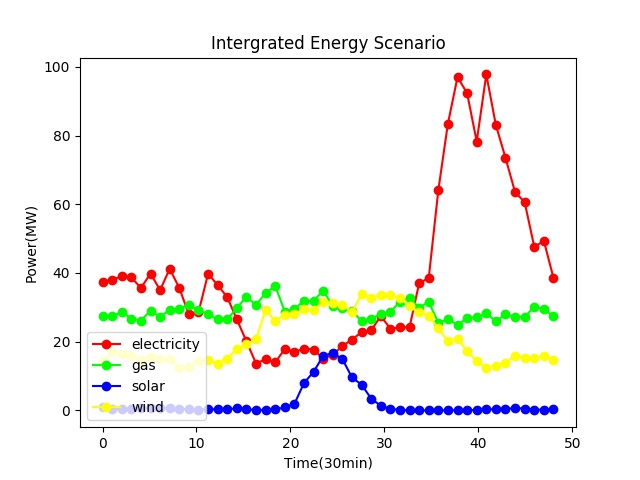 Intergrated Energy Scenario
Power(MW)
100
80
60
40
20
0
electricity
gas
solar
wind
0 10 20 30 40 50
Time(30min)